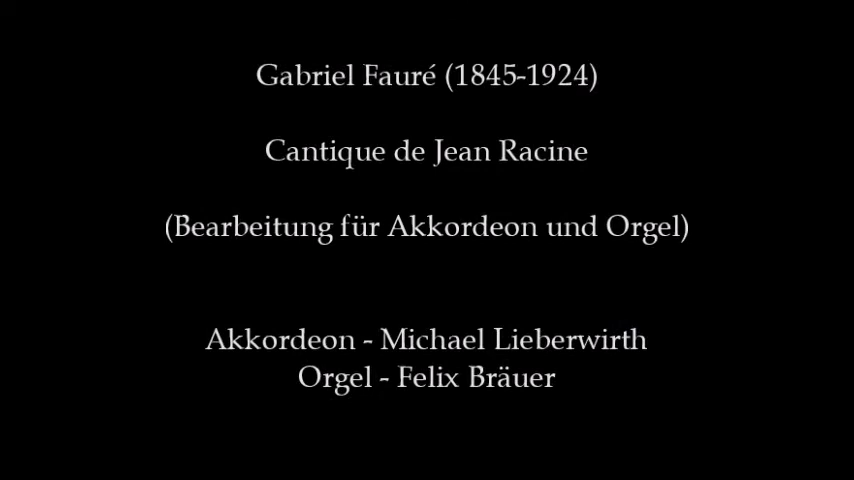 Gabriel Fauré (1845-1924)
Cantique de Jean Racine
(Bearbeitung für Akkordeon und Orgel)
Akkordeon - Michael Lieberwirth
Orgel - Felix Bräuer